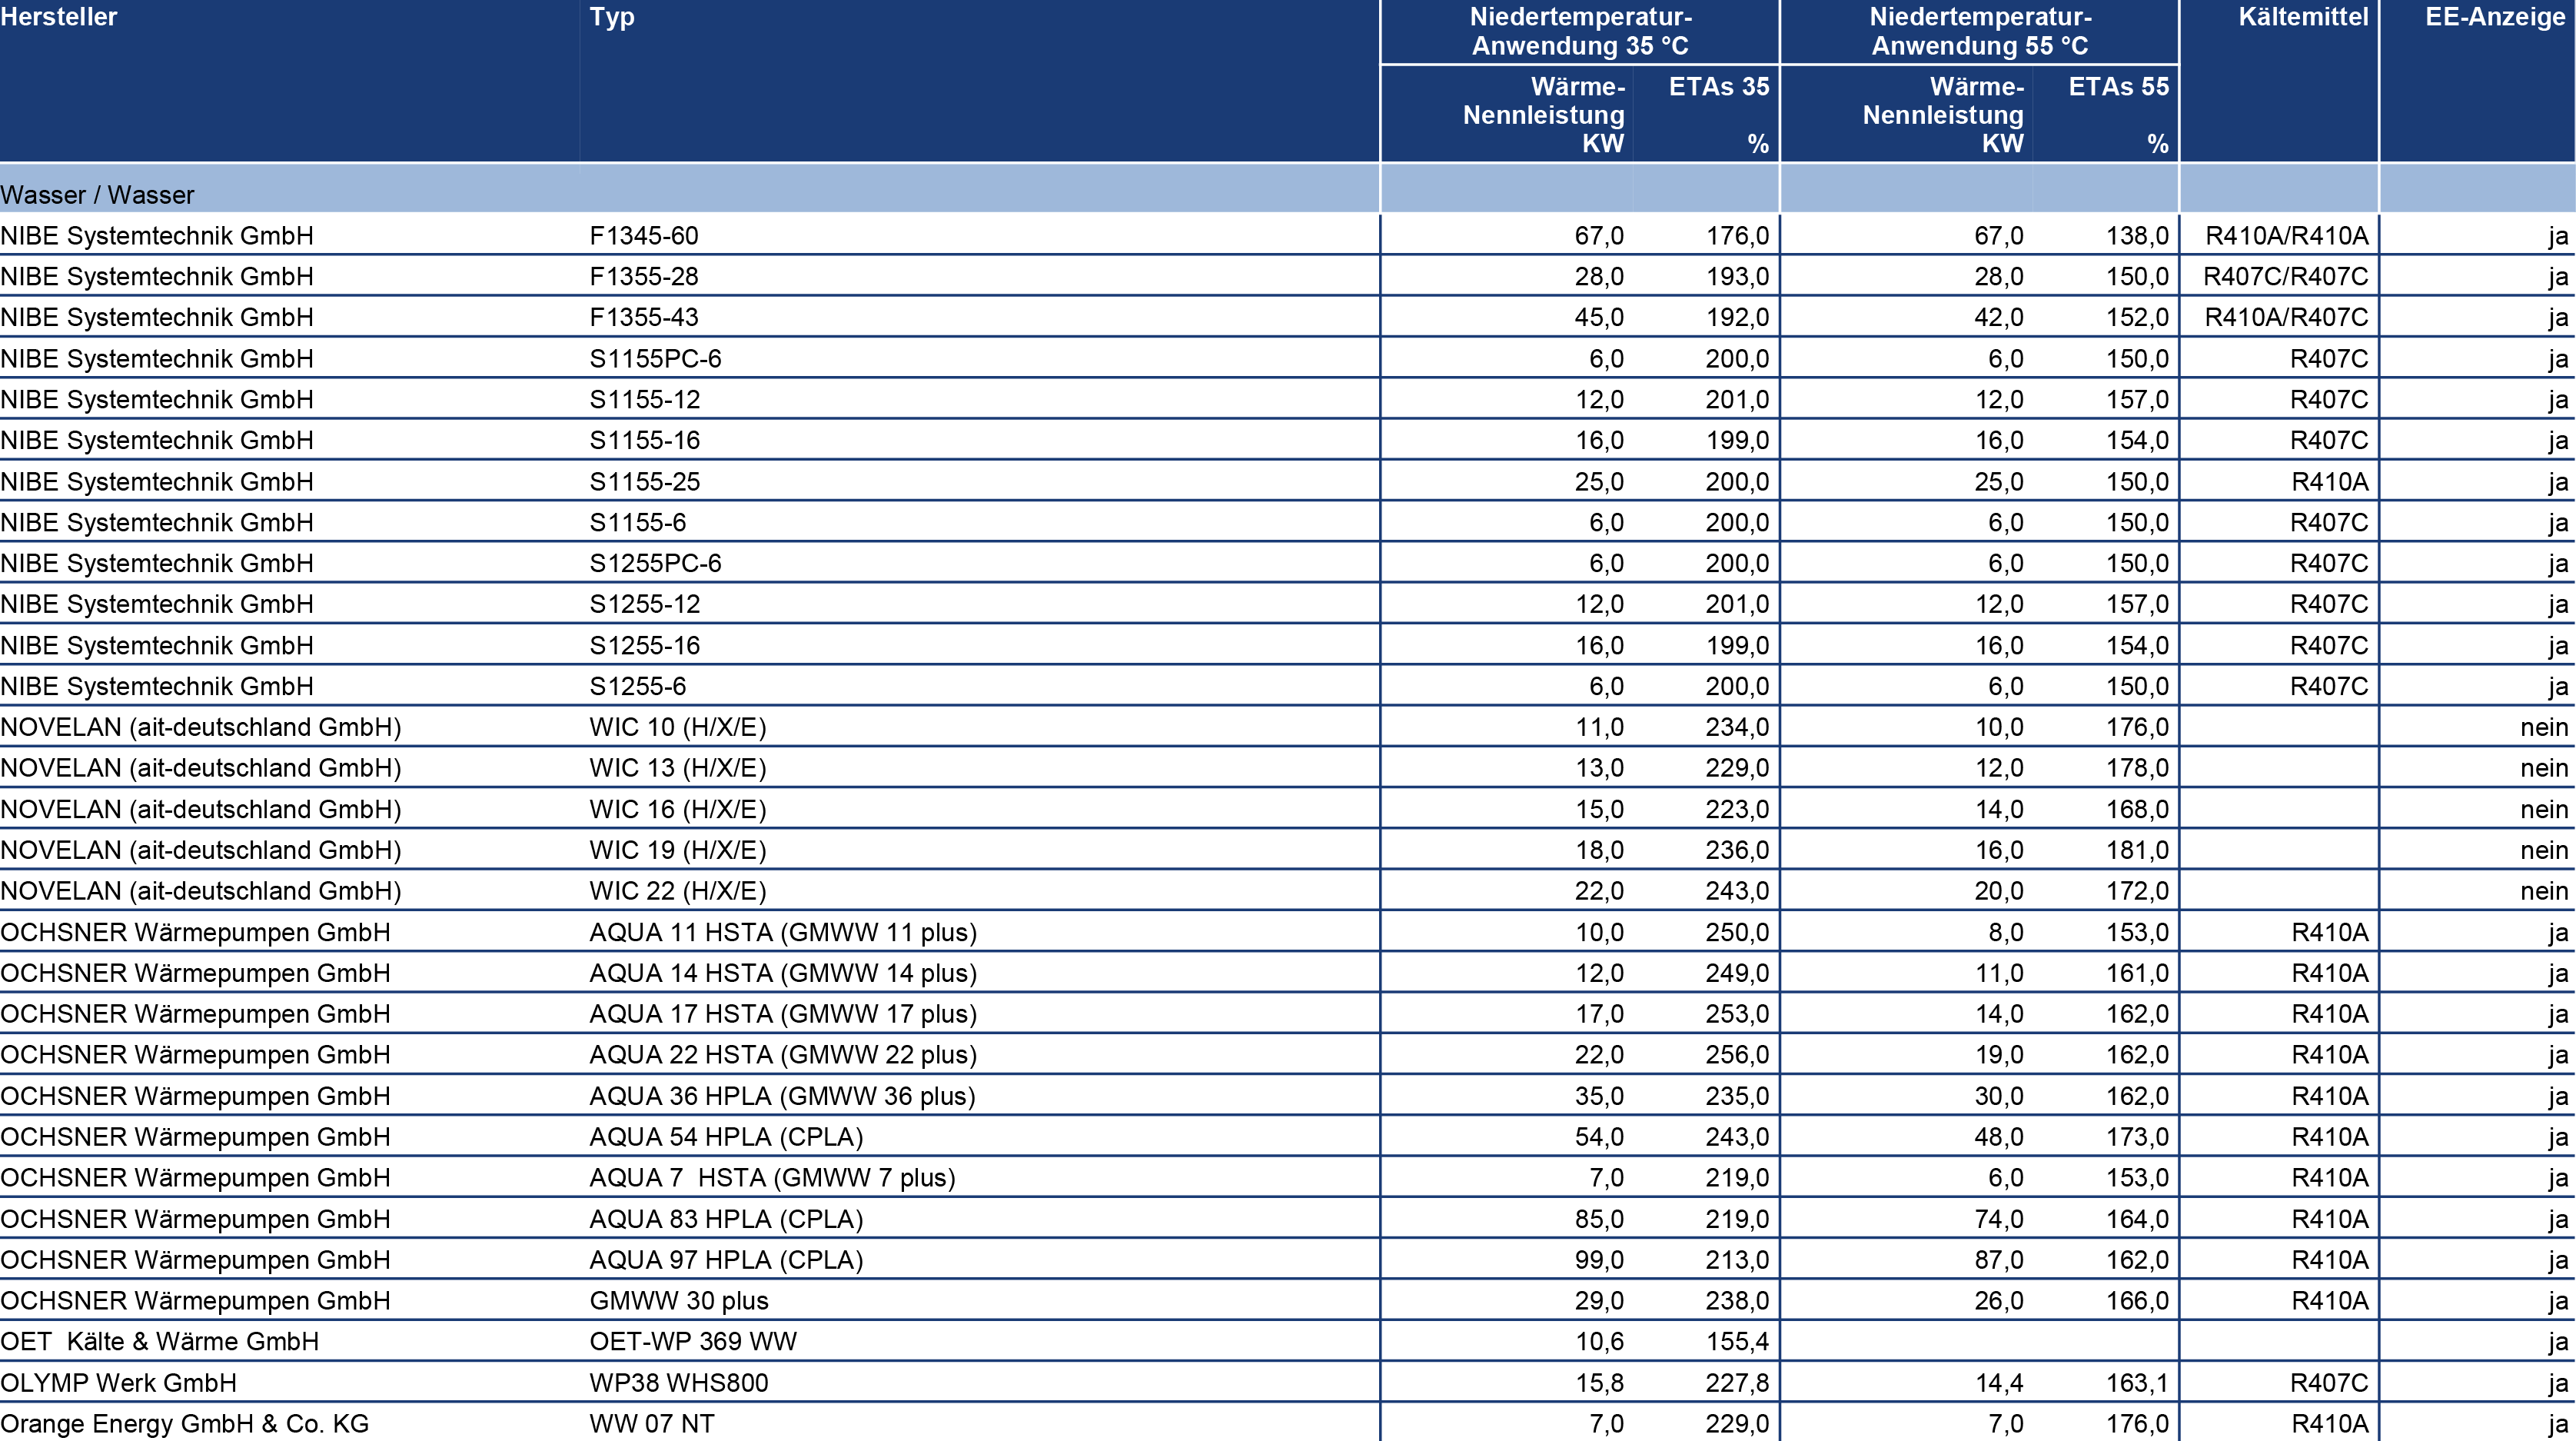 Hersteller Typ Niedertemperatur- Niedertemperatur- Kältemittel EE-Anzeige
Anwendung 35 °C Anwendung 55 °C
Wärme- ETAs 35 Wärme- ETAs 55
Nennleistung Nennleistung
KW % KW %
Wasser / Wasser
NIBE Systemtechnik GmbH F1345-60 67,0 176,0 67,0 138,0 R410A/R410A ja
NIBE Systemtechnik GmbH F1355-28 28,0 193,0 28,0 150,0 R407C/R407C ja
NIBE Systemtechnik GmbH F1355-43 45,0 192,0 42,0 152,0 R410A/R407C ja
NIBE Systemtechnik GmbH S1155PC-6 6,0 200,0 6,0 150,0 R407C ja
NIBE Systemtechnik GmbH S1155-12 12,0 201,0 12,0 157,0 R407C ja
NIBE Systemtechnik GmbH S1155-16 16,0 199,0 16,0 154,0 R407C ja
NIBE Systemtechnik GmbH S1155-25 25,0 200,0 25,0 150,0 R410A ja
NIBE Systemtechnik GmbH S1155-6 6,0 200,0 6,0 150,0 R407C ja
NIBE Systemtechnik GmbH S1255PC-6 6,0 200,0 6,0 150,0 R407C ja
NIBE Systemtechnik GmbH S1255-12 12,0 201,0 12,0 157,0 R407C ja
NIBE Systemtechnik GmbH S1255-16 16,0 199,0 16,0 154,0 R407C ja
NIBE Systemtechnik GmbH S1255-6 6,0 200,0 6,0 150,0 R407C ja
NOVELAN (ait-deutschland GmbH) WIC 10 (H/X/E) 11,0 234,0 10,0 176,0 nein
NOVELAN (ait-deutschland GmbH) WIC 13 (H/X/E) 13,0 229,0 12,0 178,0 nein
NOVELAN (ait-deutschland GmbH) WIC 16 (H/X/E) 15,0 223,0 14,0 168,0 nein
NOVELAN (ait-deutschland GmbH) WIC 19 (H/X/E) 18,0 236,0 16,0 181,0 nein
NOVELAN (ait-deutschland GmbH) WIC 22 (H/X/E) 22,0 243,0 20,0 172,0 nein
OCHSNER Wärmepumpen GmbH AQUA 11 HSTA (GMWW 11 plus) 10,0 250,0 8,0 153,0 R410A ja
OCHSNER Wärmepumpen GmbH AQUA 14 HSTA (GMWW 14 plus) 12,0 249,0 11,0 161,0 R410A ja
OCHSNER Wärmepumpen GmbH AQUA 17 HSTA (GMWW 17 plus) 17,0 253,0 14,0 162,0 R410A ja
OCHSNER Wärmepumpen GmbH AQUA 22 HSTA (GMWW 22 plus) 22,0 256,0 19,0 162,0 R410A ja
OCHSNER Wärmepumpen GmbH AQUA 36 HPLA (GMWW 36 plus) 35,0 235,0 30,0 162,0 R410A ja
OCHSNER Wärmepumpen GmbH AQUA 54 HPLA (CPLA) 54,0 243,0 48,0 173,0 R410A ja
OCHSNER Wärmepumpen GmbH AQUA 7 HSTA (GMWW 7 plus) 7,0 219,0 6,0 153,0 R410A ja
OCHSNER Wärmepumpen GmbH AQUA 83 HPLA (CPLA) 85,0 219,0 74,0 164,0 R410A ja
OCHSNER Wärmepumpen GmbH AQUA 97 HPLA (CPLA) 99,0 213,0 87,0 162,0 R410A ja
OCHSNER Wärmepumpen GmbH GMWW 30 plus 29,0 238,0 26,0 166,0 R410A ja
OET Kälte & Wärme GmbH OET-WP 369 WW 10,6 155,4 ja
OLYMP Werk GmbH WP38 WHS800 15,8 227,8 14,4 163,1 R407C ja
Orange Energy GmbH & Co. KG WW 07 NT 7,0 229,0 7,0 176,0 R410A ja